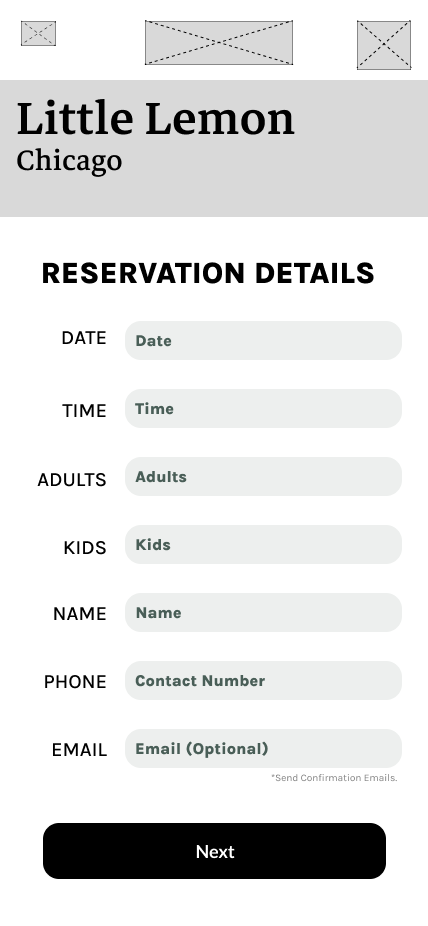 Little Lemon
Chicago
RESERVATION DETAILS
DATE Date
TIME Time
ADULTS Adults
KIDS Kids
NAME Name
PHONE Contact Number
EMAIL Email (Optional)
*Send Confirmation Emails.
Next